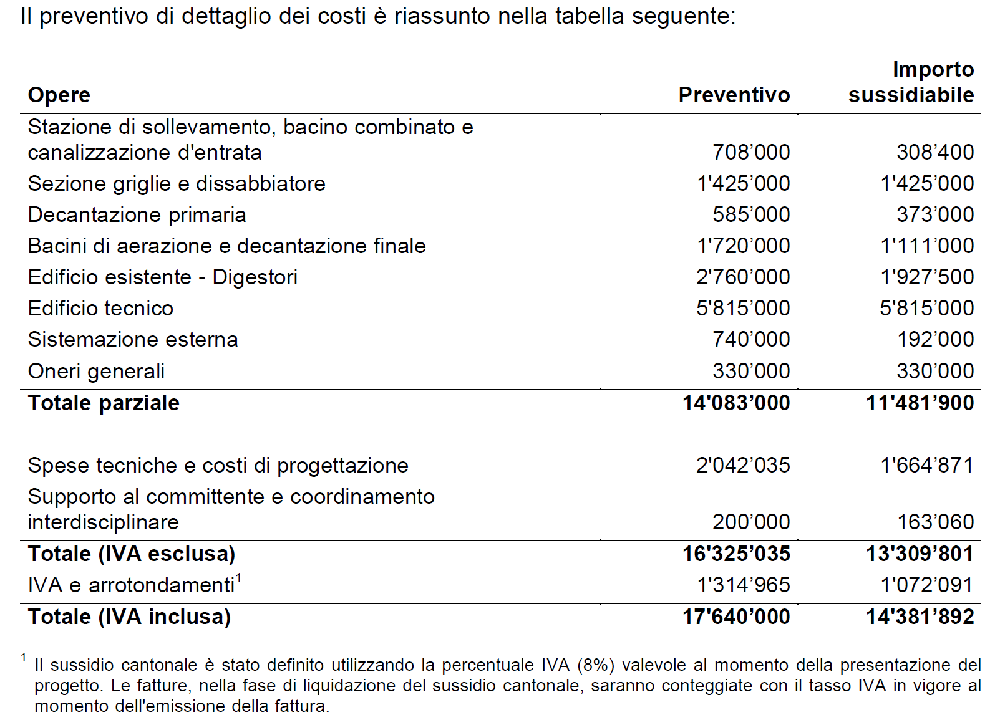 Il preventivo di dettaglio dei costi è riassunto nella tabella seguente:
Importo
Opere Preventivo sussidiabile
Stazione di sollevamento, bacino combinato e
canalizzazione d'entrata 708’000 308’400
Sezione griglie e dissabbiatore 1'425’000 1'425’000
Decantazione primaria 585’000 373’000
Bacini di aerazione e decantazione finale 1'720’000 1'111’000
Edificio esistente - Digestori 2'760’000 1'927’500
Edificio tecnico 5'815’000 5'815’000
Sistemazione esterna 740’000 192’000
Oneri generali 330’000 330’000
Totale parziale 14'083’000 11'481’900
Spese tecniche e costi di progettazione 2'042’035 1'664’871
Supporto al committente e coordinamento
interdisciplinare 200’000 163’060
Totale (IVA esclusa) 16'325’035 13'309’801
IVA e arrotondamenti¹ 1'314’965 1'072’091
Totale (IVA inclusa) 17'640’000 14'381’892
¹ Il sussidio cantonale è stato definito utilizzando la percentuale IVA (8%) valevole al momento della presentazione del
progetto. Le fatture, nella fase di liquidazione del sussidio cantonale, saranno conteggiate con il tasso IVA in vigore al
momento dell'emissione della fattura.